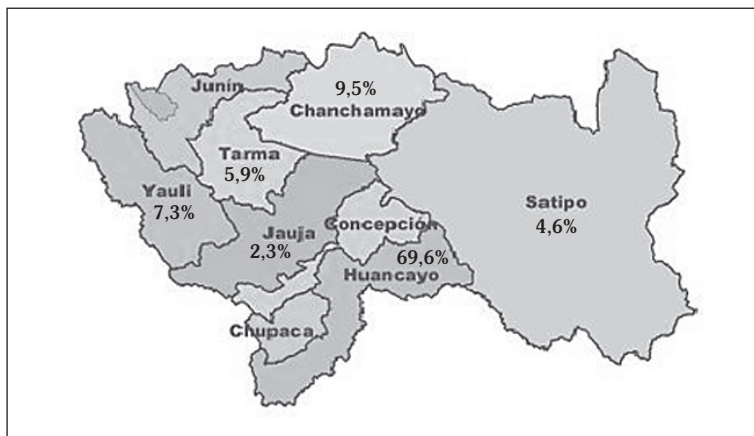 Junín
9,5%
Chanchamayo
Tarma
5,9%
Yauli
7,3%
Satipo
4,6%
Jauja
2,3%
Concepción
69,6%
Huancayo
Chupaca